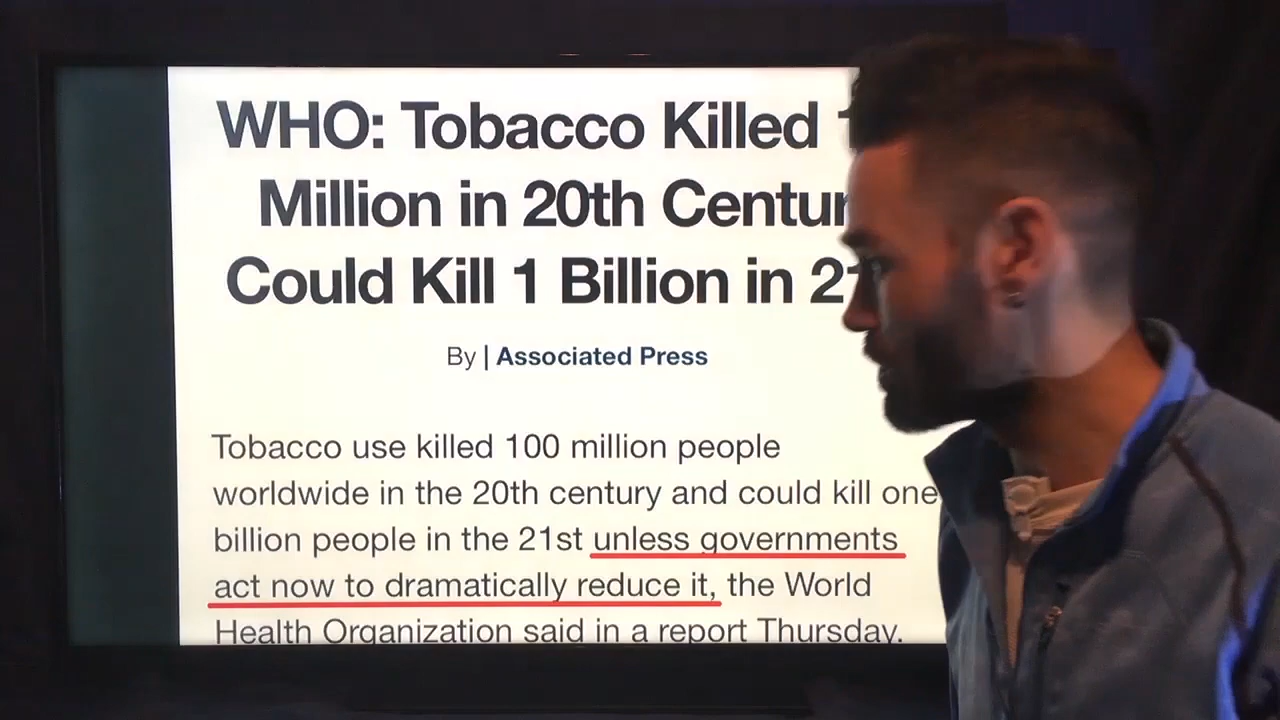 WHO: Tobacco Killed
Million in 20th
Could Kill 1 Billion in
By | Associated Press
Tobacco use killed 100 million people
worldwide in the 20th century and could kill one
billion people in the 21st unless governments
act now to dramatically reduce it, the World
Health Organization said in a report Thursday.